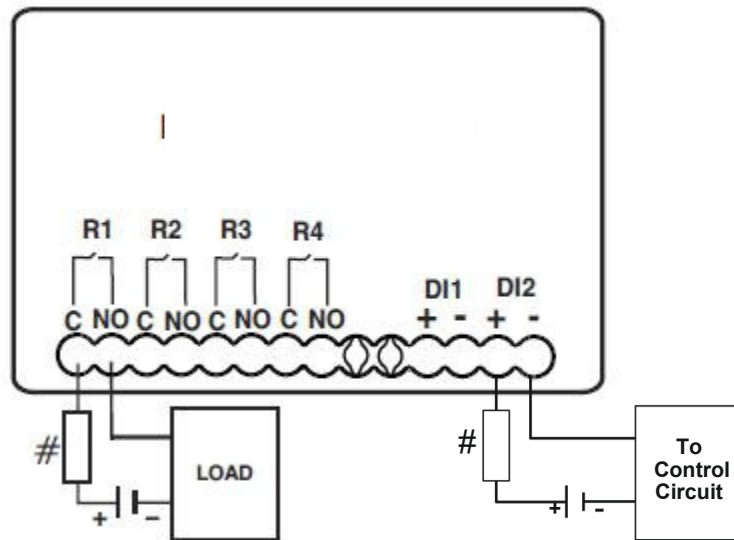 R1 R2 R3 R4
DI1 DI2
C NO C NO C NO C NO + - + -
# LOAD + −
# To Control Circuit + -